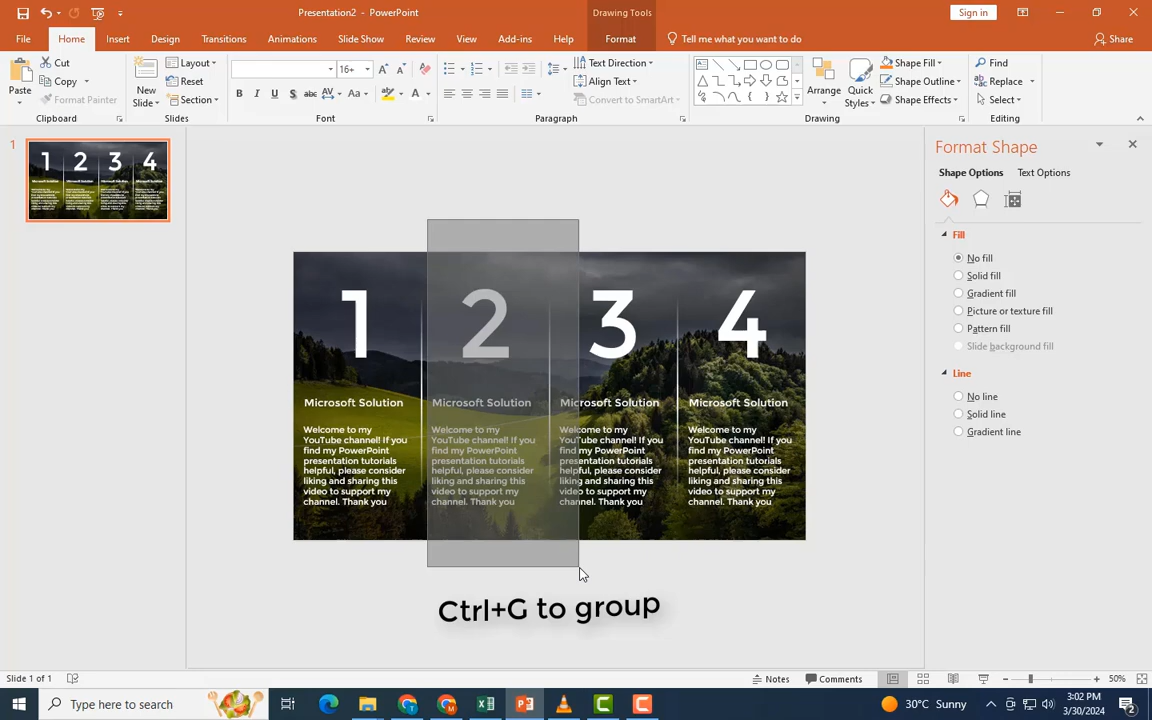 Presentation2 - PowerPoint
Drawing Tools
Sign in
File
Home
Insert
Design
Transitions
Animations
Slide Show
Review
View
Add-ins
Help
Format
Tell me what you want to do
Share
Paste
Cut
Copy
Format Painter
Clipboard
New
Slide
Layout
Reset
Section
Slides
16+
Font
Text Direction
Align Text
Convert to SmartArt
Paragraph
Arrange
Quick
Styles
Shape Fill
Shape Outline
Shape Effects
Drawing
Find
Replace
Select
Editing
1
1 2 3 4
1 2 3 4
Microsoft Solution
Welcome to my
YouTube channel! If you
find my PowerPoint
presentation tutorials
helpful, please consider
liking and sharing this
video to support my
channel. Thank you
Microsoft Solution
Welcome to my
YouTube channel! If you
find my PowerPoint
presentation tutorials
helpful, please consider
liking and sharing this
video to support my
channel. Thank you
Microsoft Solution
Welcome to my
YouTube channel! If you
find my PowerPoint
presentation tutorials
helpful, please consider
liking and sharing this
video to support my
channel. Thank you
Microsoft Solution
Welcome to my
YouTube channel! If you
find my PowerPoint
presentation tutorials
helpful, please consider
liking and sharing this
video to support my
channel. Thank you
Ctrl+G to group
Format Shape
Shape Options
Text Options
Fill
No fill
Solid fill
Gradient fill
Picture or texture fill
Pattern fill
Slide background fill
Line
No line
Solid line
Gradient line
Slide 1 of 1
Notes
Comments
50%
Type here to search
30°C Sunny
3:02 PM
3/30/2024
2